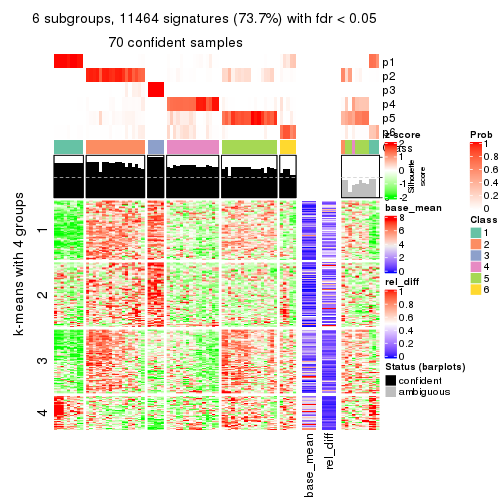 6 subgroups, 11464 signatures (73.7%) with fdr < 0.05
70 confident samples
p1
p2
p3
p4
p5
p6
Class
Silhouette
score
k-means with 4 groups
1
2
3
4
base_mean
rel_diff
z-score
2
1
0
-1
-2
base_mean
8
6
4
2
0
rel_diff
1
0.8
0.6
0.4
0.2
0
Status (barplots)
confident
ambiguous
Prob
1
0.8
0.6
0.4
0.2
0
Class
1
2
3
4
5
6